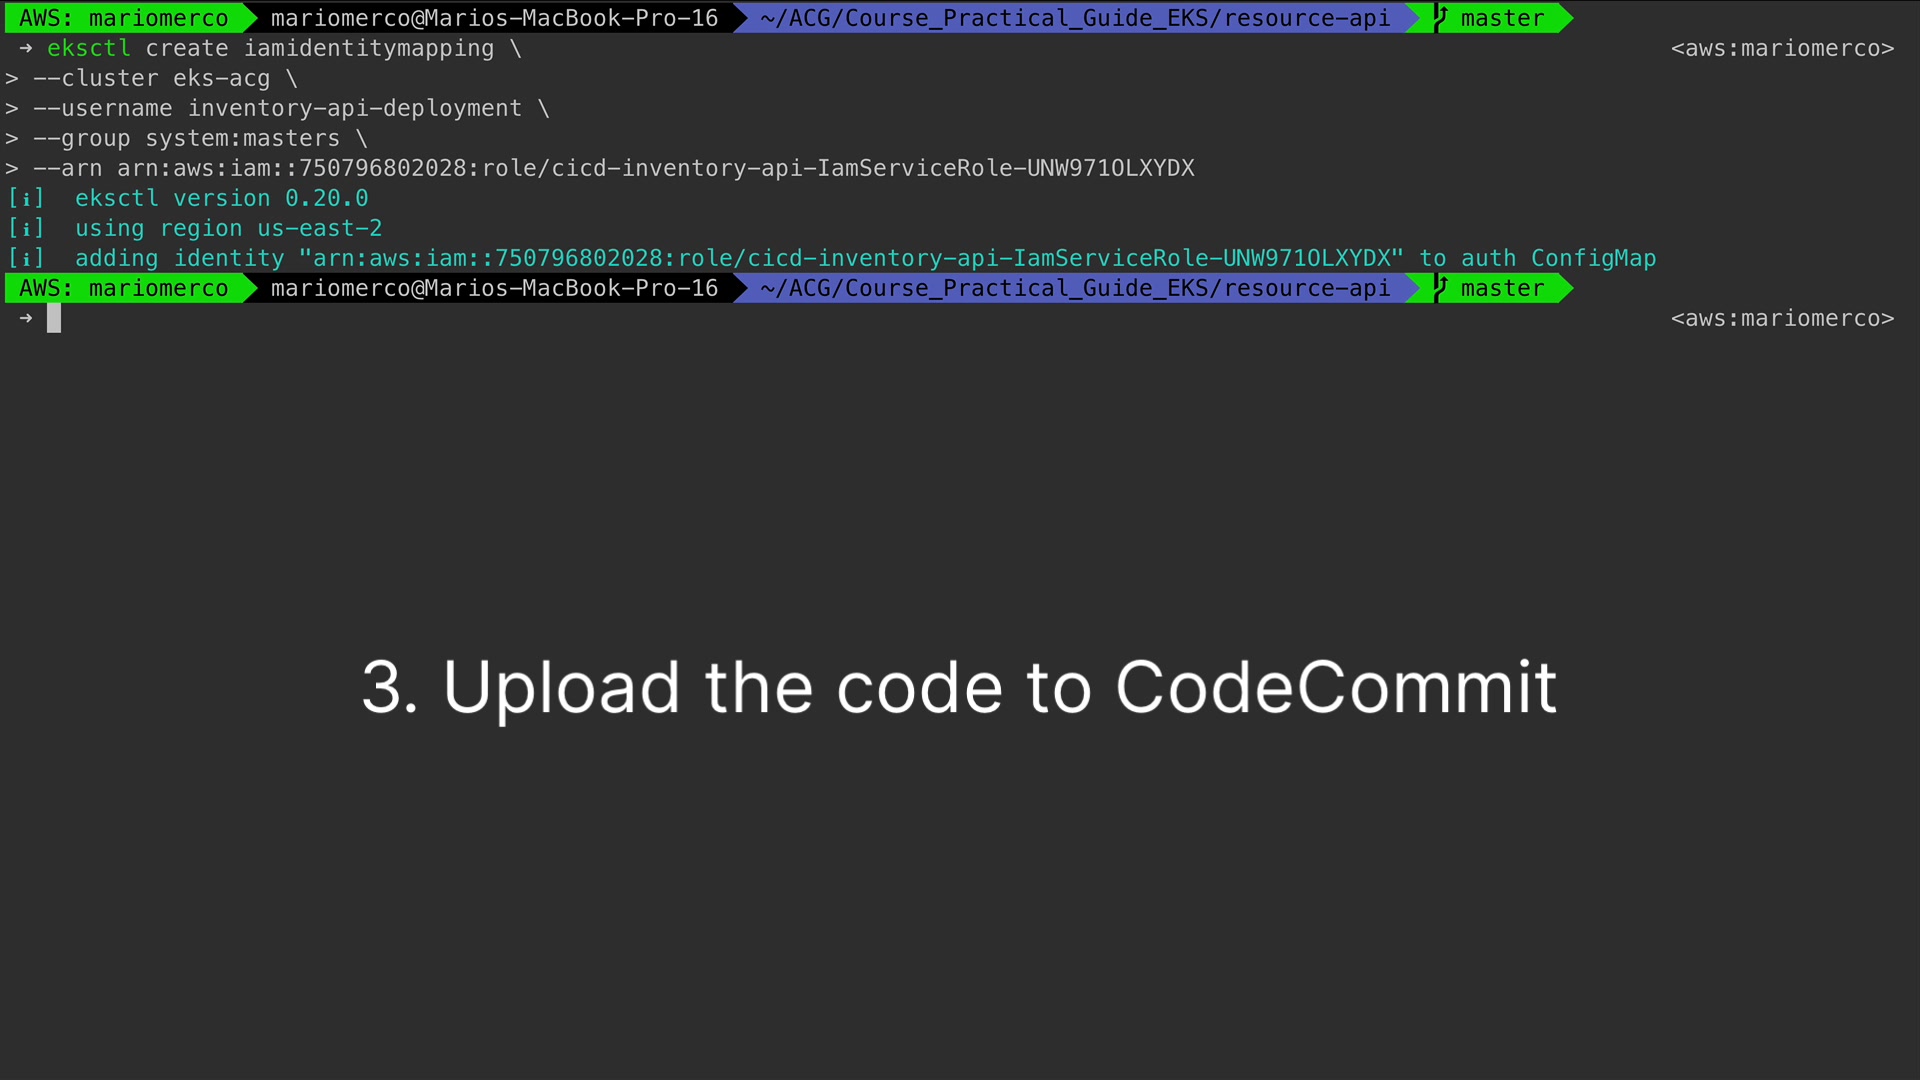 AWS: mariomerco mariomerco@Marios-MacBook-Pro-16 ~/ACG/Course_Practical_Guide_EKS/resource-api master
→ eksctl create iamidentitymapping \ <aws:mariomerco>
> --cluster eks-acg \
> --username inventory-api-deployment \
> --group system:masters \
> --arn arn:aws:iam::750796802028:role/cicd-inventory-api-IamServiceRole-UNW971OLXYDX
[i] eksctl version 0.20.0
[i] using region us-east-2
[i] adding identity "arn:aws:iam::750796802028:role/cicd-inventory-api-IamServiceRole-UNW971OLXYDX" to auth ConfigMap
AWS: mariomerco mariomerco@Marios-MacBook-Pro-16 ~/ACG/Course_Practical_Guide_EKS/resource-api master
→ <aws:mariomerco>
3. Upload the code to CodeCommit